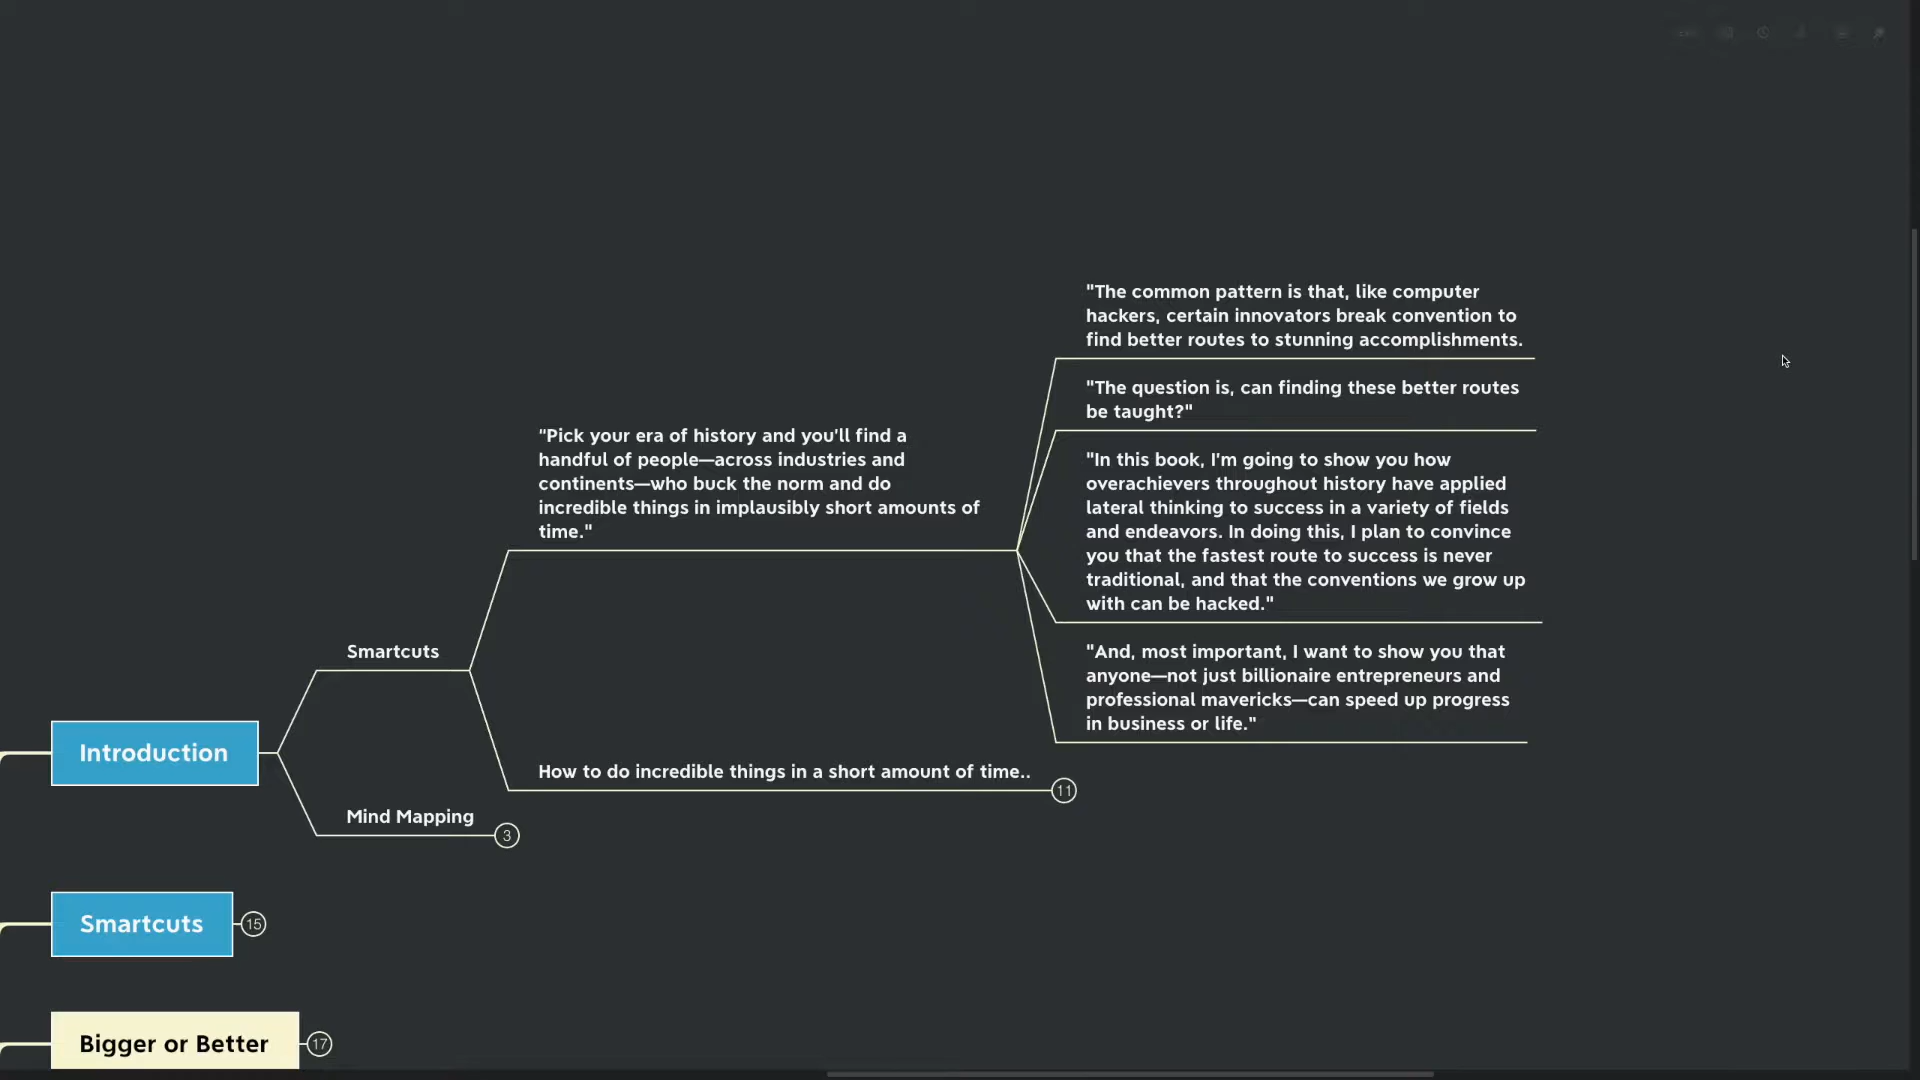 "The common pattern is that, like computer
hackers, certain innovators break convention to
find better routes to stunning accomplishments.
"The question is, can finding these better routes
be taught?"
"Pick your era of history and you'll find a
handful of people—across industries and
continents—who buck the norm and do
incredible things in implausibly short amounts of
time."
"In this book, I'm going to show you how
overachievers throughout history have applied
lateral thinking to success in a variety of fields
and endeavors. In doing this, I plan to convince
you that the fastest route to success is never
traditional, and that the conventions we grow up
with can be hacked."
Smartcuts
"And, most important, I want to show you that
anyone—not just billionaire entrepreneurs and
professional mavericks—can speed up progress
in business or life."
Introduction
How to do incredible things in a short amount of time..
11
Mind Mapping
3
Smartcuts
15
Bigger or Better
17